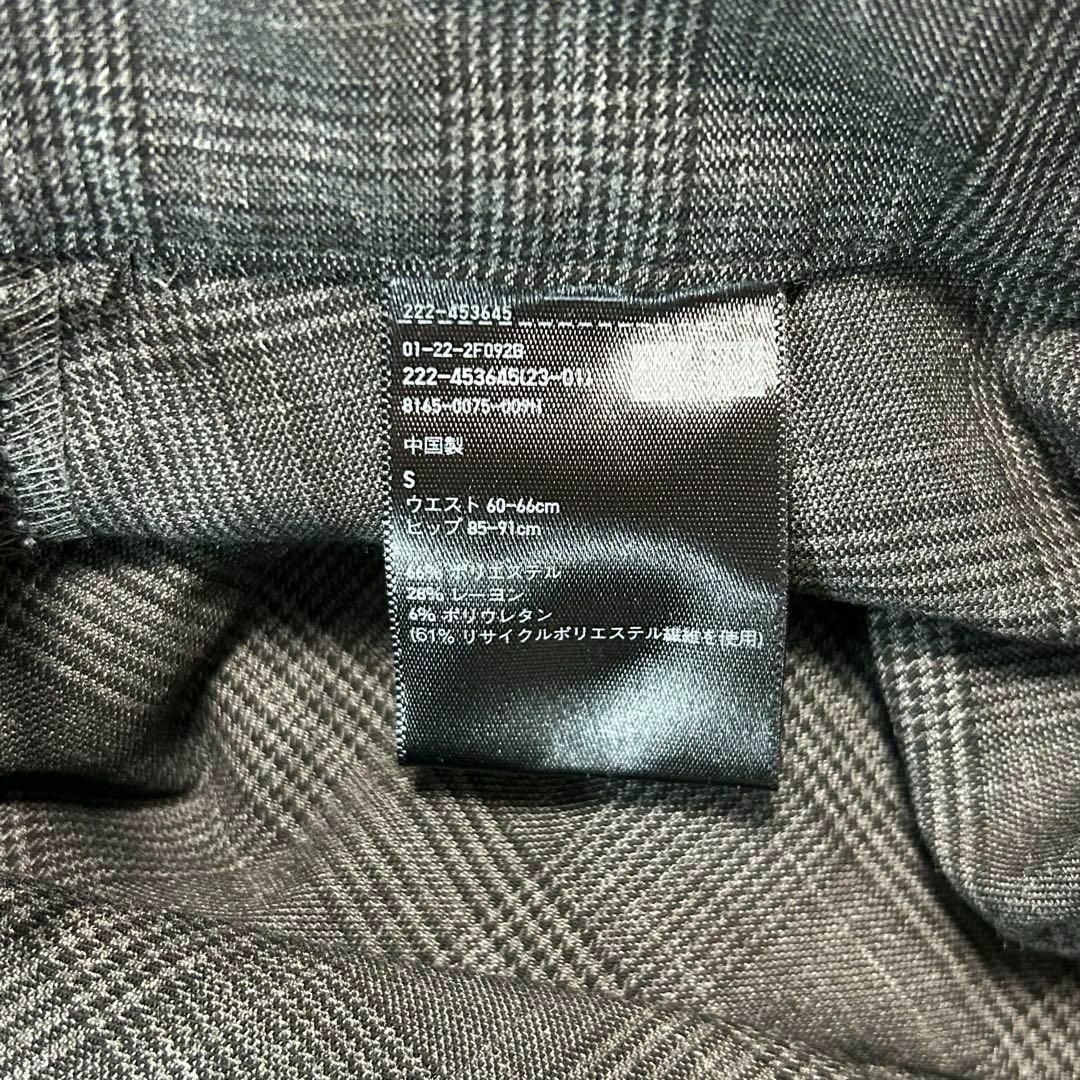 222-453645
01-22-2F092B
222-453645(23-01)
8145-0075-009H
中国製
S
ウエスト 60-66cm
ヒップ 85-91cm
ポリエステル
28% レーヨン
6% ポリウレタン
(61% リサイクルポリエステル繊維を使用)